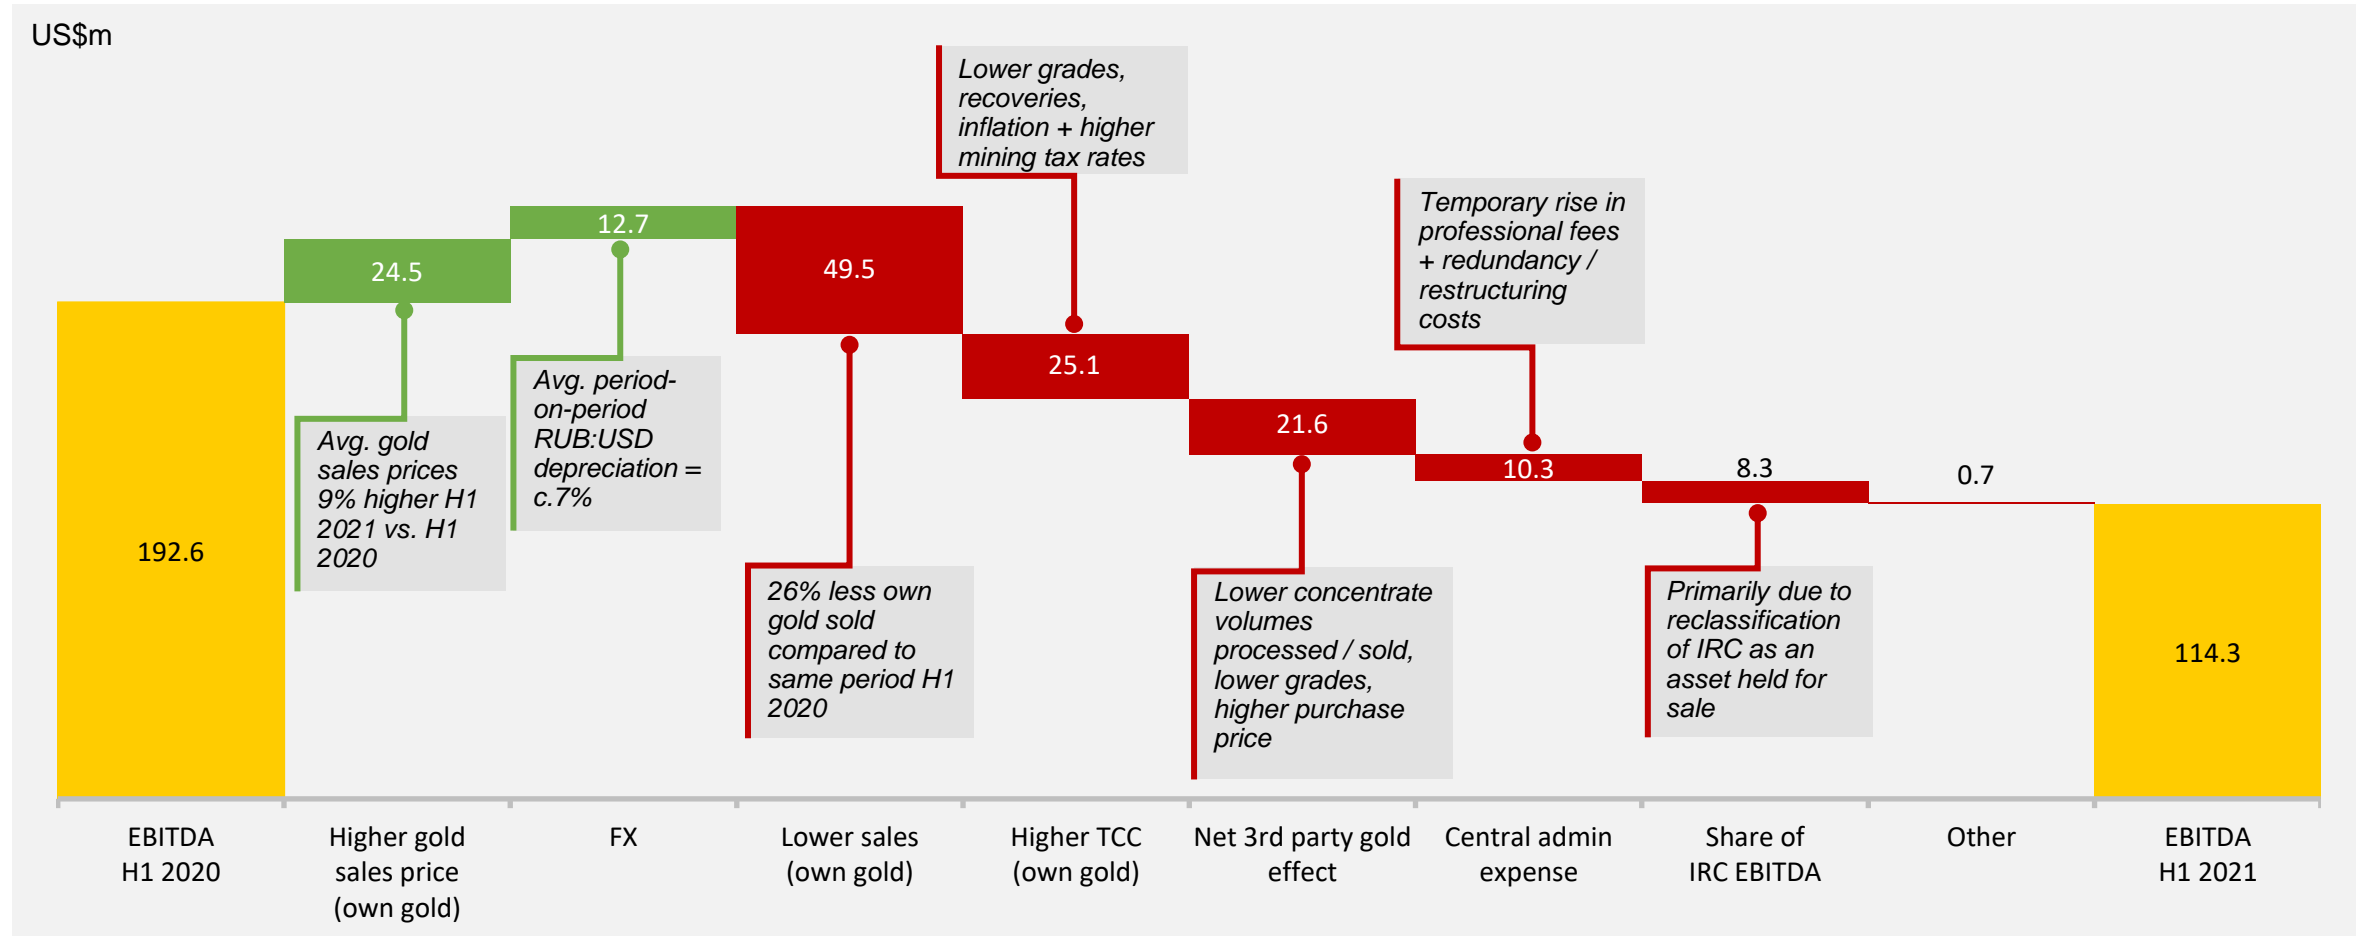 US$m
Lower grades,
recoveries,
inflation + higher
mining tax rates
Temporary rise in
professional fees
+ redundancy /
restructuring
costs
12.7
24.5
49.5
25.1
21.6
10.3
8.3
0.7
192.6
114.3
Avg. gold
sales prices
9% higher H1
2021 vs. H1
2020
Avg. period-
on-period
RUB:USD
depreciation =
c.7%
26% less own
gold sold
compared to
same period H1
2020
Lower concentrate
volumes
processed / sold,
lower grades,
higher purchase
price
Primarily due to
reclassification
of IRC as an
asset held for
sale
EBITDA
H1 2020
Higher gold
sales price
(own gold)
FX
Lower sales
(own gold)
Higher TCC
(own gold)
Net 3rd party gold
effect
Central admin
expense
Share of
IRC EBITDA
Other
EBITDA
H1 2021